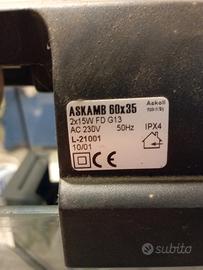 ASKAMB 60x35
Askoll
2x15W FD G13
AC 230V 50Hz IPX4
L-21001
10/01
CE
subito